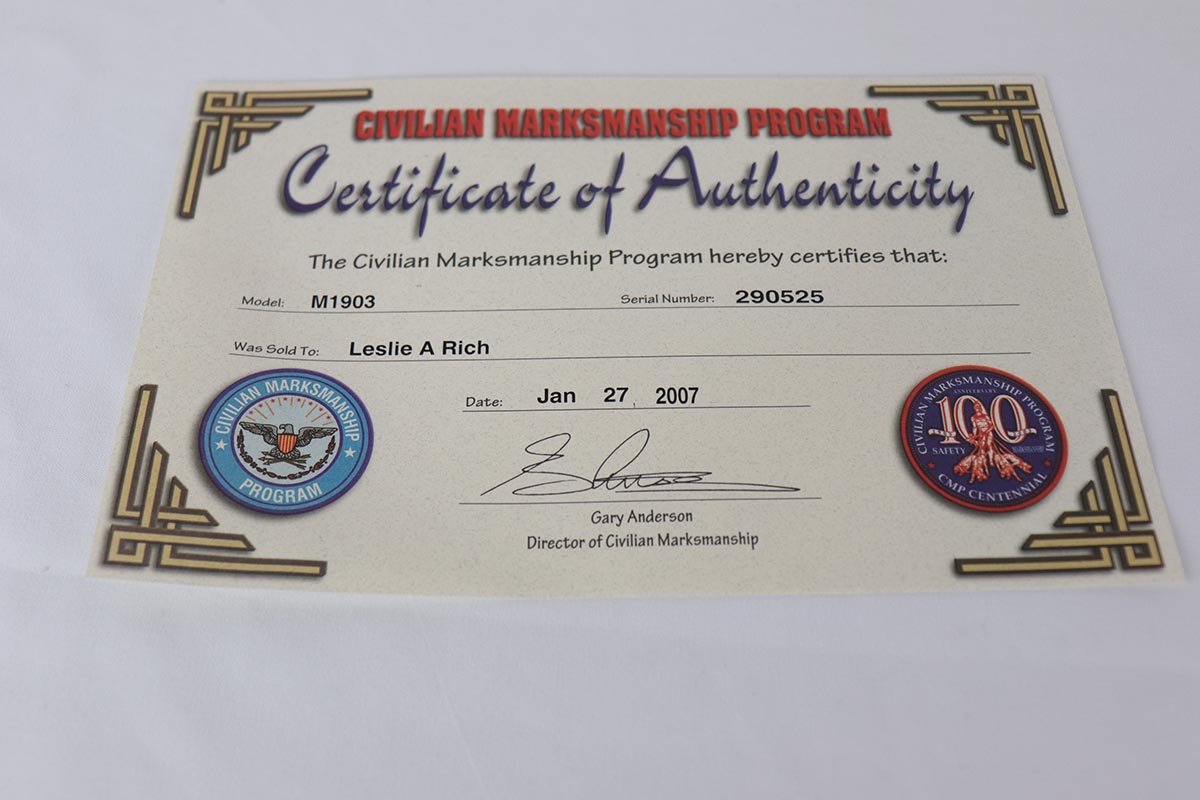 CIVILIAN MARKSMANSHIP PROGRAM
Certificate of Authenticity
The Civilian Marksmanship Program hereby certifies that:
Model: M1903 Serial Number: 290525
Was Sold To: Leslie A Rich
Date: Jan 27, 2007
CIVILIAN MARKSMANSHIP
PROGRAM
CIVILIAN MARKSMANSHIP PROGRAM
ANNIVERSARY
100
SAFETY
CMP CENTENNIAL
Gary Anderson
Director of Civilian Marksmanship